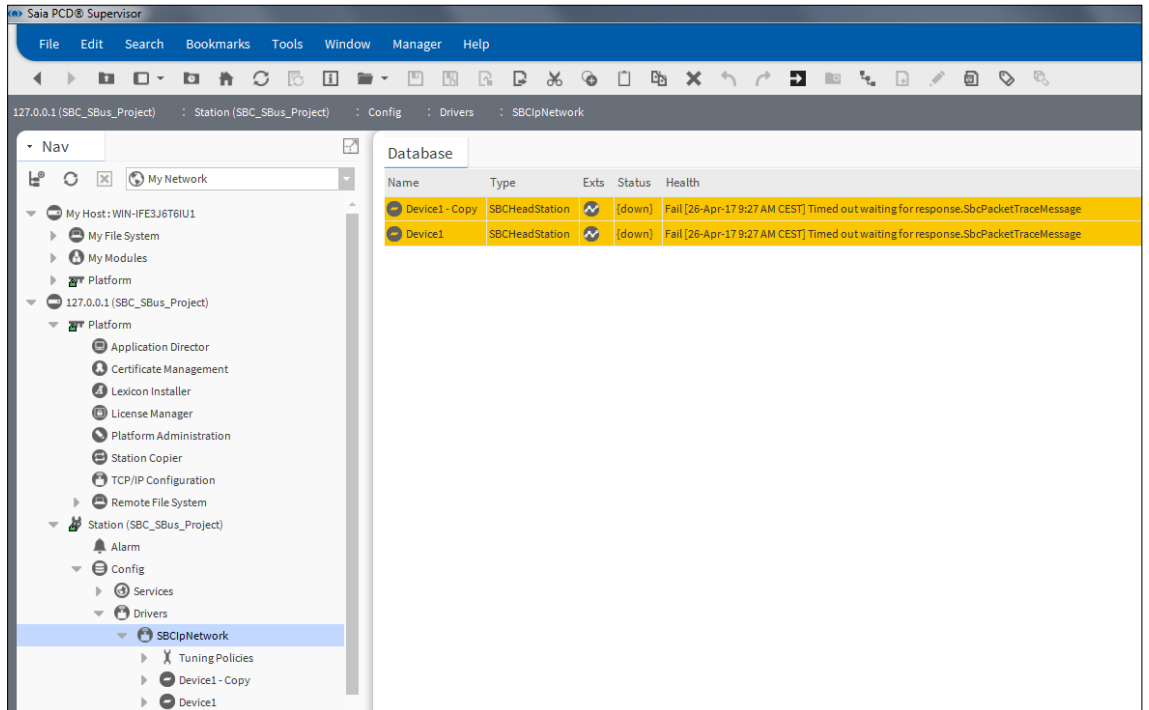 Saia PCD® Supervisor
File Edit Search Bookmarks Tools Window Manager Help
127.0.0.1 (SBC_SBus_Project) : Station (SBC_SBus_Project) : Config : Drivers : SBCIpNetwork
Nav
My Network
My Host : WIN-IFE3J6T6IU1
My File System
My Modules
Platform
127.0.0.1 (SBC_SBus_Project)
Platform
Application Director
Certificate Management
Lexicon Installer
License Manager
Platform Administration
Station Copier
TCP/IP Configuration
Remote File System
Station (SBC_SBus_Project)
Alarm
Config
Services
Drivers
SBCIpNetwork
Tuning Policies
Device1 - Copy
Device1
Database
Name Type Exts Status Health
Device1 - Copy SBCHeadStation {down} Fail [26-Apr-17 9:27 AM CEST] Timed out waiting for response.SbcPacketTraceMessage
Device1 SBCHeadStation {down} Fail [26-Apr-17 9:27 AM CEST] Timed out waiting for response.SbcPacketTraceMessage